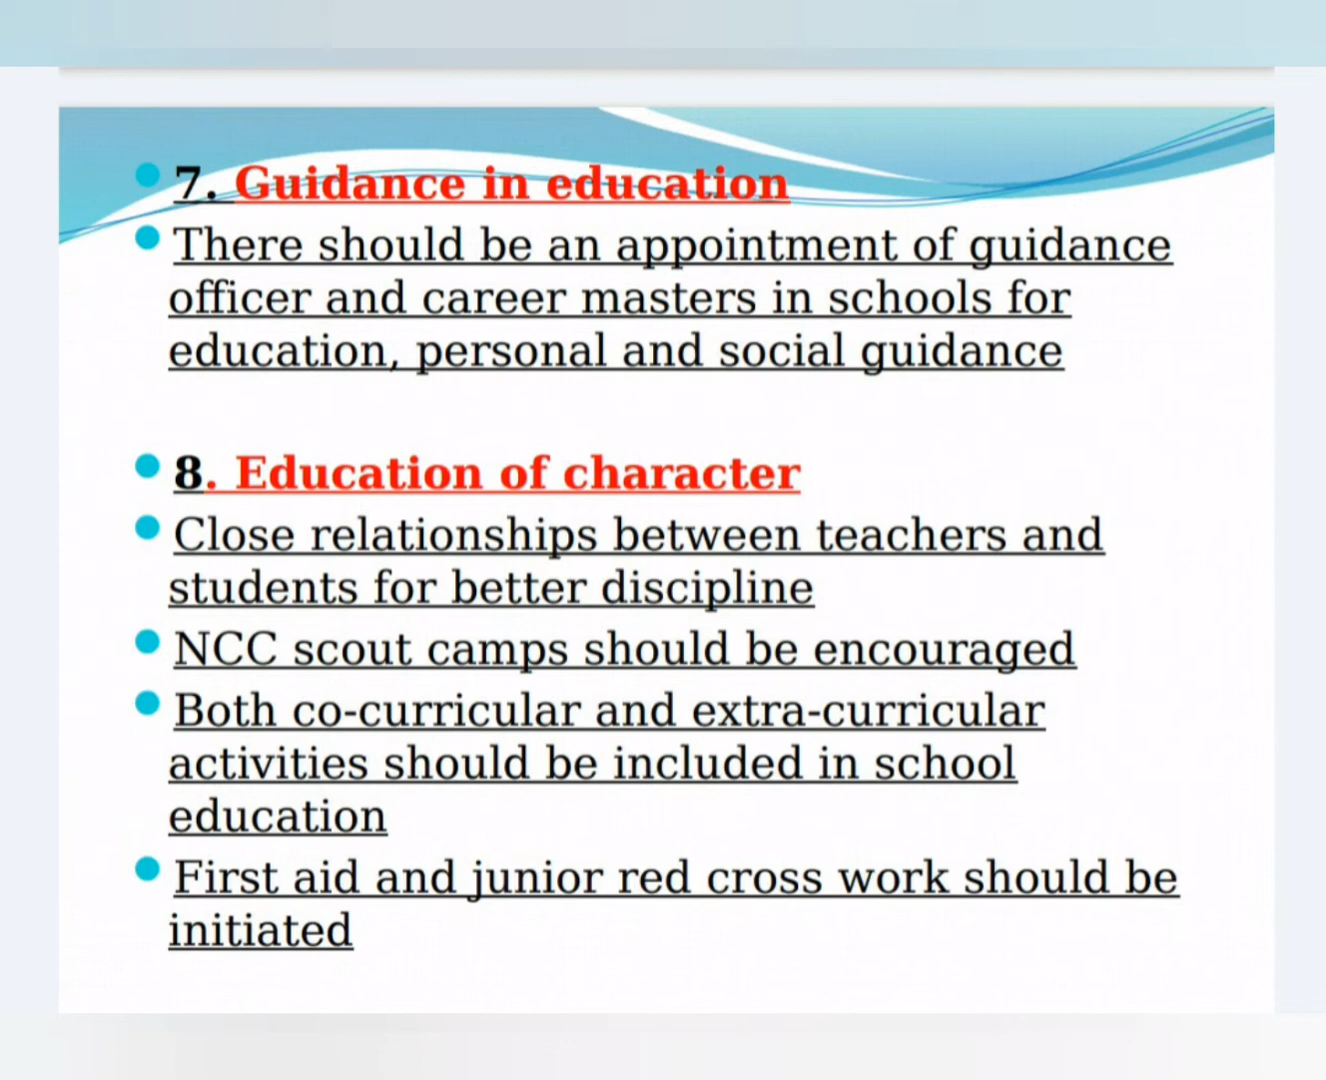 7. Guidance in education
There should be an appointment of guidance
officer and career masters in schools for
education, personal and social guidance
8. Education of character
Close relationships between teachers and
students for better discipline
NCC scout camps should be encouraged
Both co-curricular and extra-curricular
activities should be included in school
education
First aid and junior red cross work should be
initiated